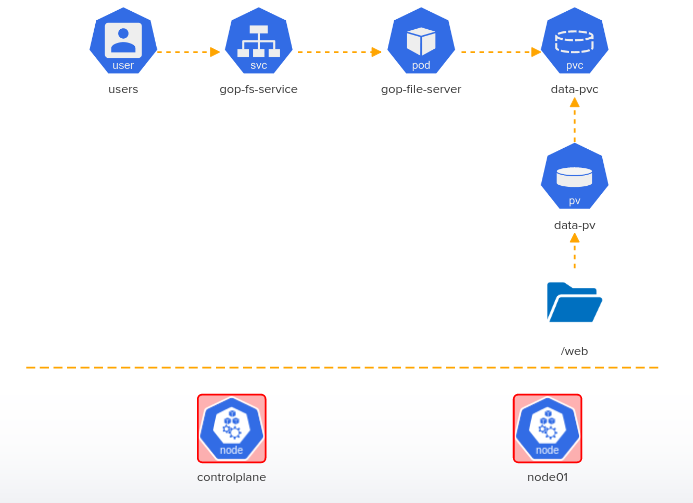 user
svc
pod
pvc
users
gop-fs-service
gop-file-server
data-pvc
pv
data-pv
/web
node
node
controlplane
node01